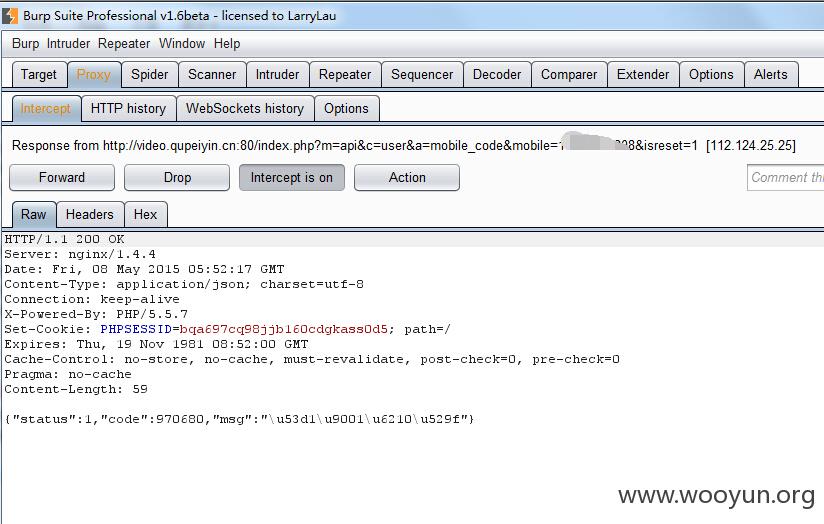 Burp Suite Professional v1.6beta - licensed to LarryLau
Burp Intruder Repeater Window Help
Target Proxy Spider Scanner Intruder Repeater Sequencer Decoder Comparer Extender Options Alerts
Intercept HTTP history WebSockets history Options
Response from http://video.qupeiyin.cn:80/index.php?m=api&c=user&a=mobile_code&mobile=1 &isreset=1 [112.124.25.25]
Forward Drop Intercept is on Action Comment
Raw Headers Hex
HTTP/1.1 200 OK
Server: nginx/1.4.4
Date: Fri, 08 May 2015 05:52:17 GMT
Content-Type: application/json; charset=utf-8
Connection: keep-alive
X-Powered-By: PHP/5.5.7
Set-Cookie: PHPSESSID=bqa697cq98jjb160cdgkass0d5; path=/
Expires: Thu, 19 Nov 1981 08:52:00 GMT
Cache-Control: no-store, no-cache, must-revalidate, post-check=0, pre-check=0
Pragma: no-cache
Content-Length: 59
{"status":1,"code":970680,"msg":"\u53d1\u9001\u6210\u529f"}
www.wooyun.org